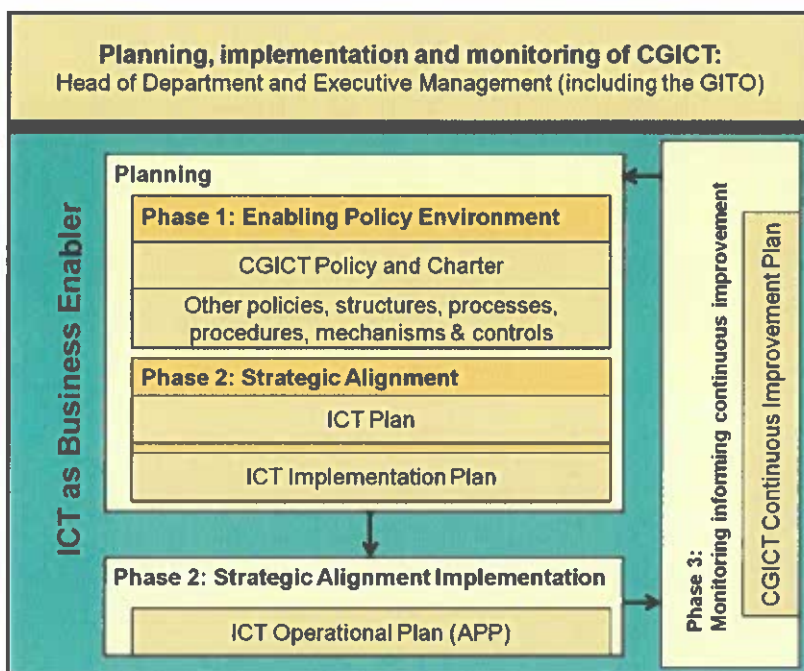 Planning, implementation and monitoring of CGICT:
Head of Department and Executive Management (including the GITO)
ICT as Business Enabler
Planning
Phase 1: Enabling Policy Environment
CGICT Policy and Charter
Other policies, structures, processes,
procedures, mechanisms & controls
Phase 2: Strategic Alignment
ICT Plan
ICT Implementation Plan
Phase 2: Strategic Alignment Implementation
ICT Operational Plan (APP)
Phase 3:
Monitoring informing continuous improvement
CGICT Continuous Improvement Plan